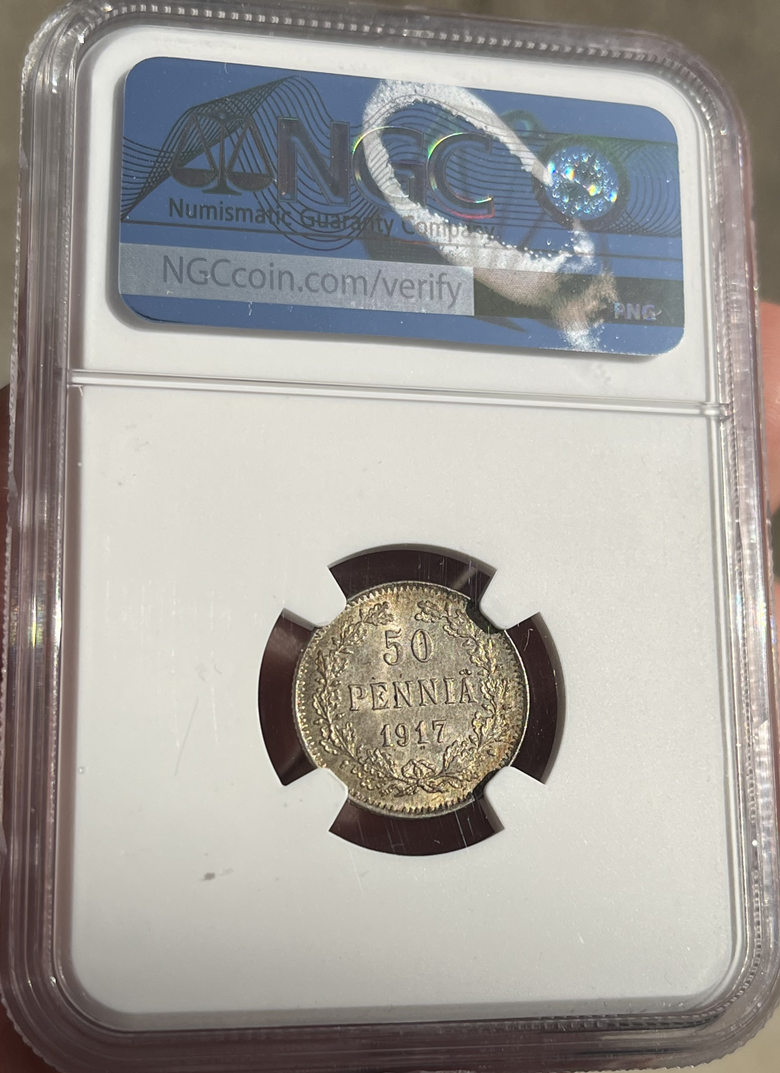 NGC
Numismatic Guaranty Company
NGCcoin.com/verify
PNG
50
PENNIÄ
1917